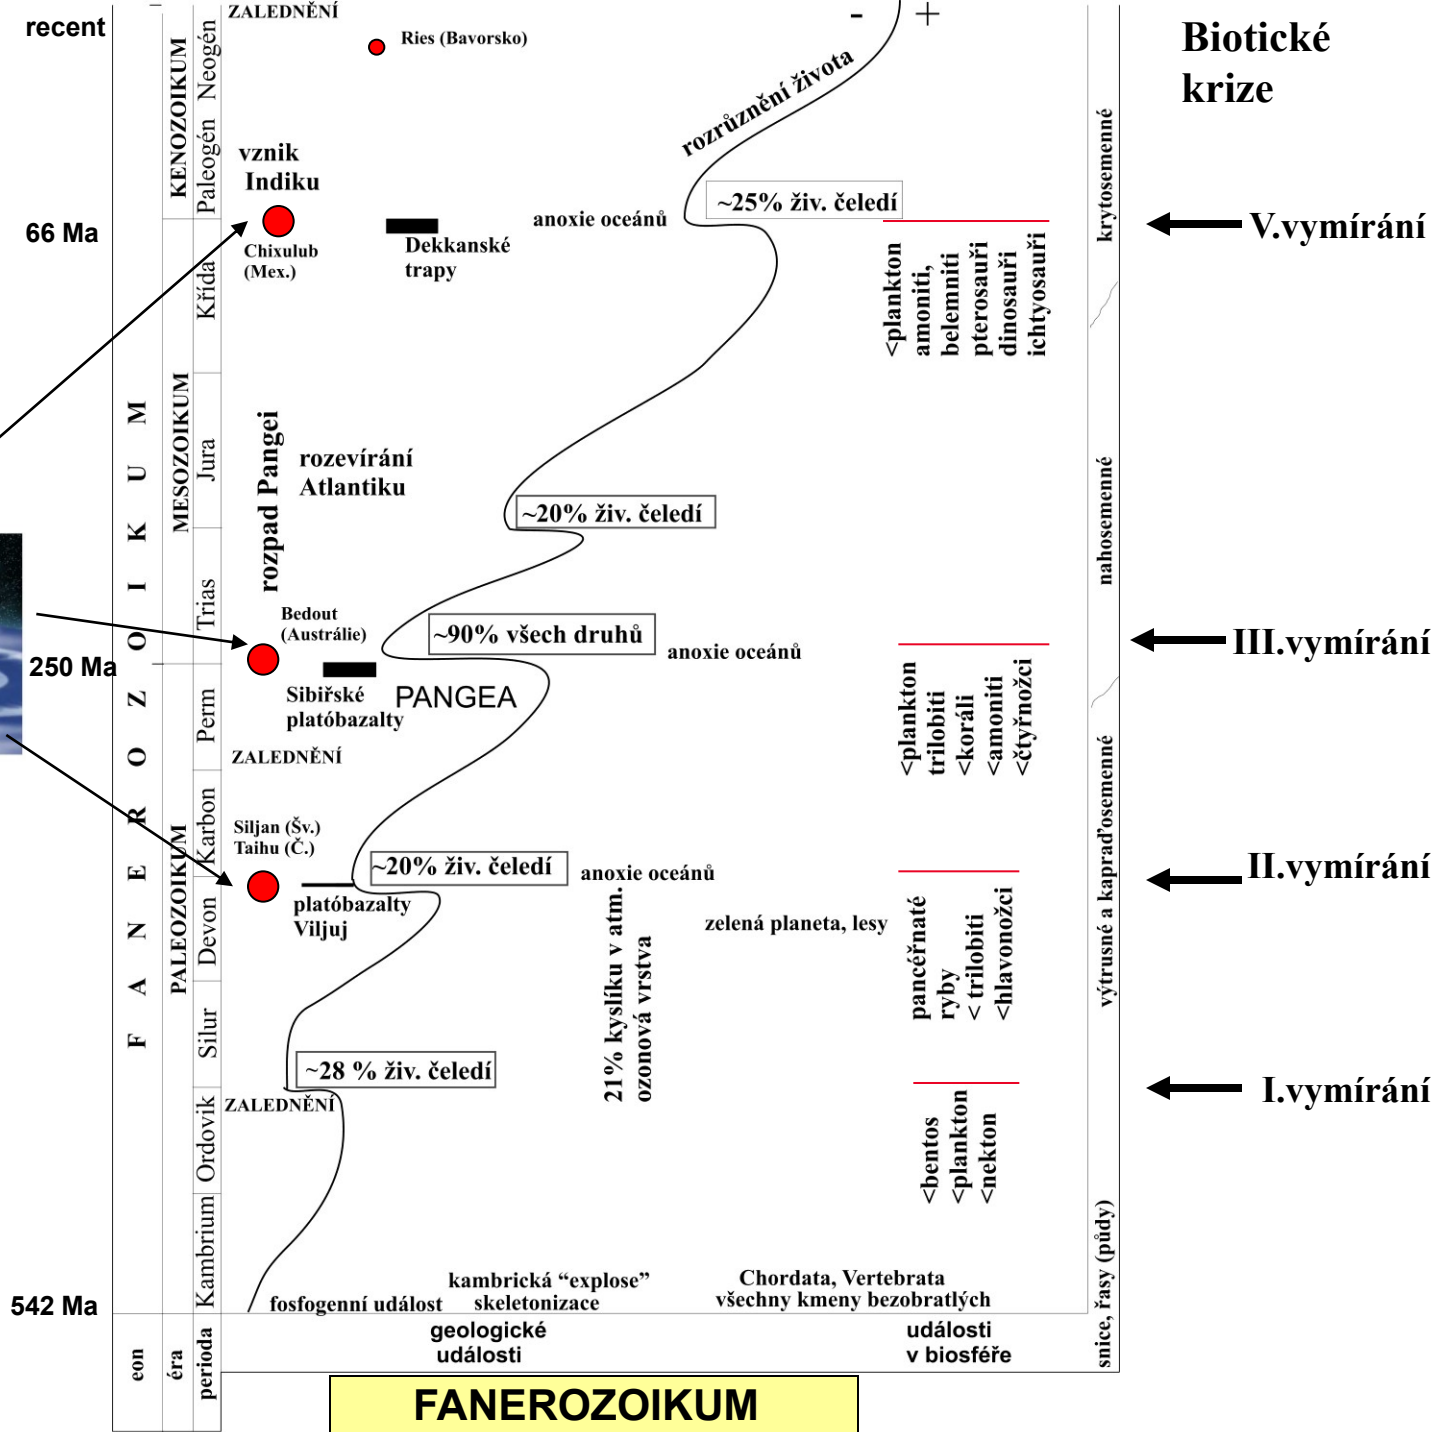 recent
66 Ma
250 Ma
542 Ma
FANEROZOIKUM
KENOZOIKUM
MESOZOIKUM
PALEOZOIKUM
Neogén
Paleogén
Křída
Jura
Trias
Perm
Karbon
Devon
Silur
Ordovik
Kambrium
eon
éra
perioda
ZALEDNĚNÍ
Ries (Bavorsko)
- +
rozrůznění života
vznik
Indiku
Chixulub
(Mex.)
Dekkanské
trapy
anoxie oceánů
~25% živ. čeledí
<plankton
amoniti,
belemniti
pterosauři
dinosauři
ichtyosauři
rozpad Pangei
rozevírání
Atlantiku
~20% živ. čeledí
Bedout
(Austrálie)
~90% všech druhů
anoxie oceánů
Sibiřské
platóbazalty
PANGEA
ZALEDNĚNÍ
<plankton
trilobiti
<koráli
<amoniti
<čtyřnožci
Siljan (Šv.)
Taihu (Č.)
~20% živ. čeledí
anoxie oceánů
platóbazalty
Viljuj
21% kyslíku v atm.
ozonová vrstva
zelená planeta, lesy
pancéřnaté
ryby
< trilobiti
<hlavonožci
~28 % živ. čeledí
ZALEDNĚNÍ
<bentos
<plankton
<nekton
kambrická “explose”
skeletonizace
fosfogenní událost
Chordata, Vertebrata
všechny kmeny bezobratlých
geologické
události
události
v biosféře
krytosemenné
nahosemenné
výtrusné a kapraďosemenné
snice, řasy (půdy)
Biotické
krize
V.vymírání
III.vymírání
II.vymírání
I.vymírání
FANEROZOIKUM